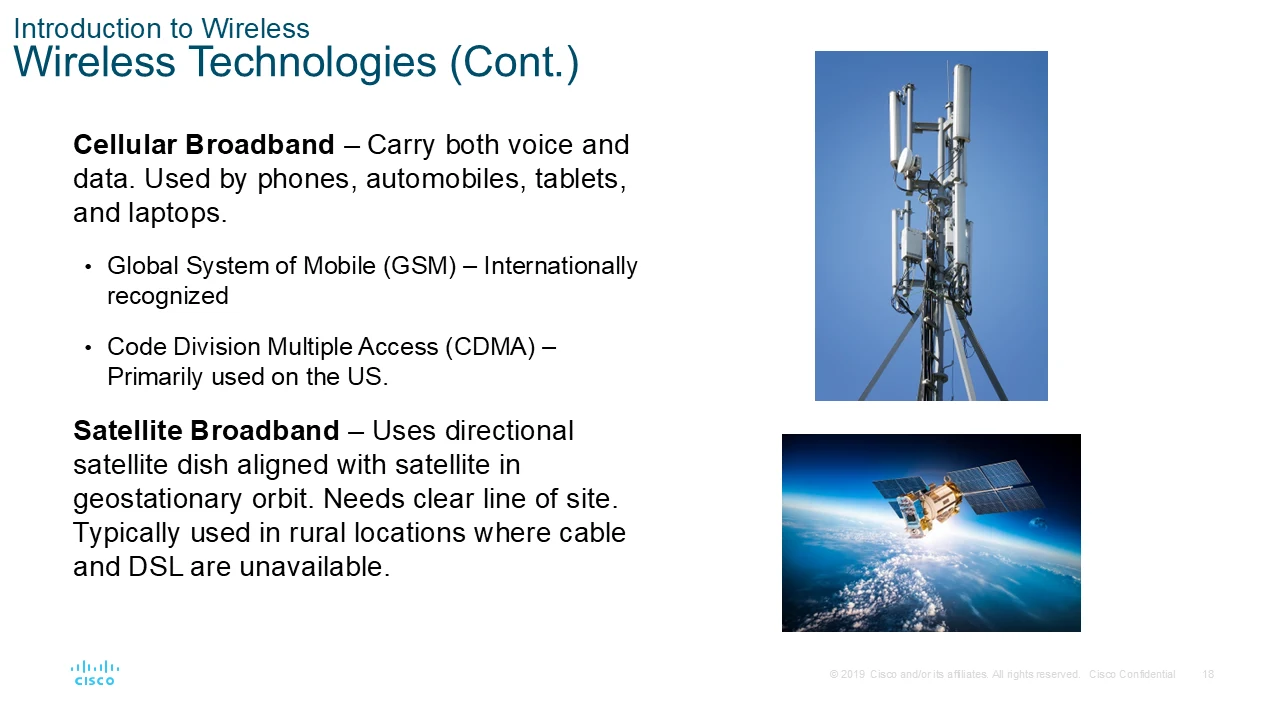 Introduction to Wireless
Wireless Technologies (Cont.)
Cellular Broadband – Carry both voice and
data. Used by phones, automobiles, tablets,
and laptops.
• Global System of Mobile (GSM) – Internationally
recognized
• Code Division Multiple Access (CDMA) –
Primarily used on the US.
Satellite Broadband – Uses directional
satellite dish aligned with satellite in
geostationary orbit. Needs clear line of site.
Typically used in rural locations where cable
and DSL are unavailable.
CISCO
© 2019 Cisco and/or its affiliates. All rights reserved. Cisco Confidential 18